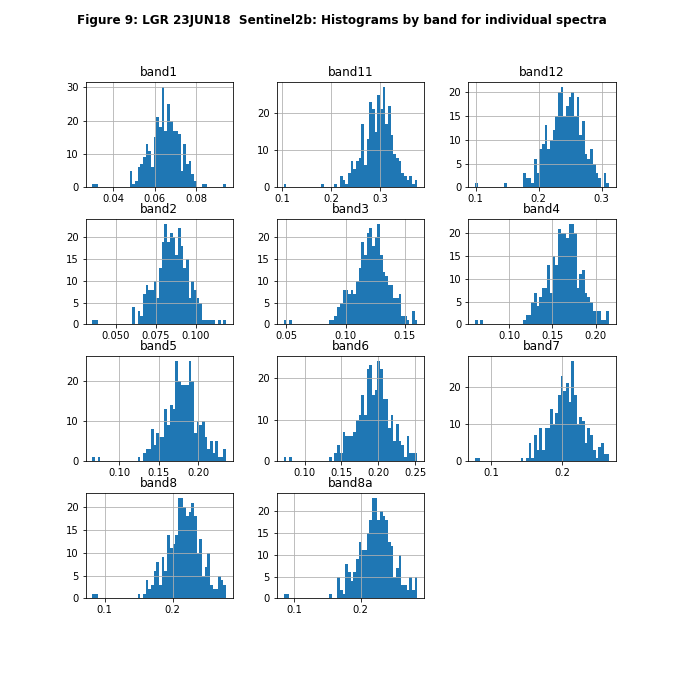 Figure 9: LGR 23JUN18  Sentinel2b: Histograms by band for individual spectra
band1
30
20
10
0
0.04 0.06 0.08
band11
20
10
0
0.1 0.2 0.3
band12
20
15
10
5
0
0.1 0.2 0.3
band2
20
15
10
5
0
0.050 0.075 0.100
band3
20
15
10
5
0
0.05 0.10 0.15
band4
20
15
10
5
0
0.10 0.15 0.20
band5
20
10
0
0.10 0.15 0.20
band6
20
10
0
0.10 0.15 0.20 0.25
band7
20
10
0
0.1 0.2
band8
20
15
10
5
0
0.1 0.2
band8a
20
15
10
5
0
0.1 0.2